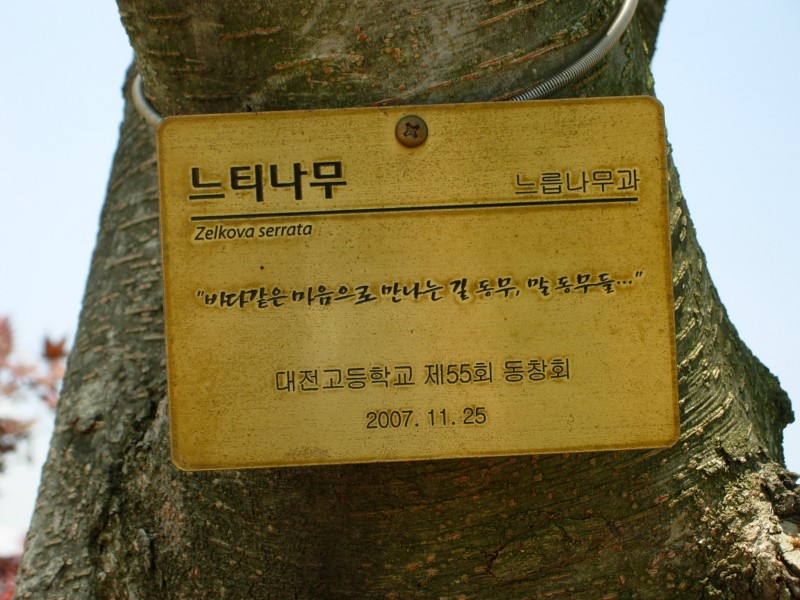 느티나무 느릅나무과
Zelkova serrata
"바다같은 마음으로 만나는 길 동무, 말 동무들..."
대전고등학교 제55회 동창회
2007. 11. 25